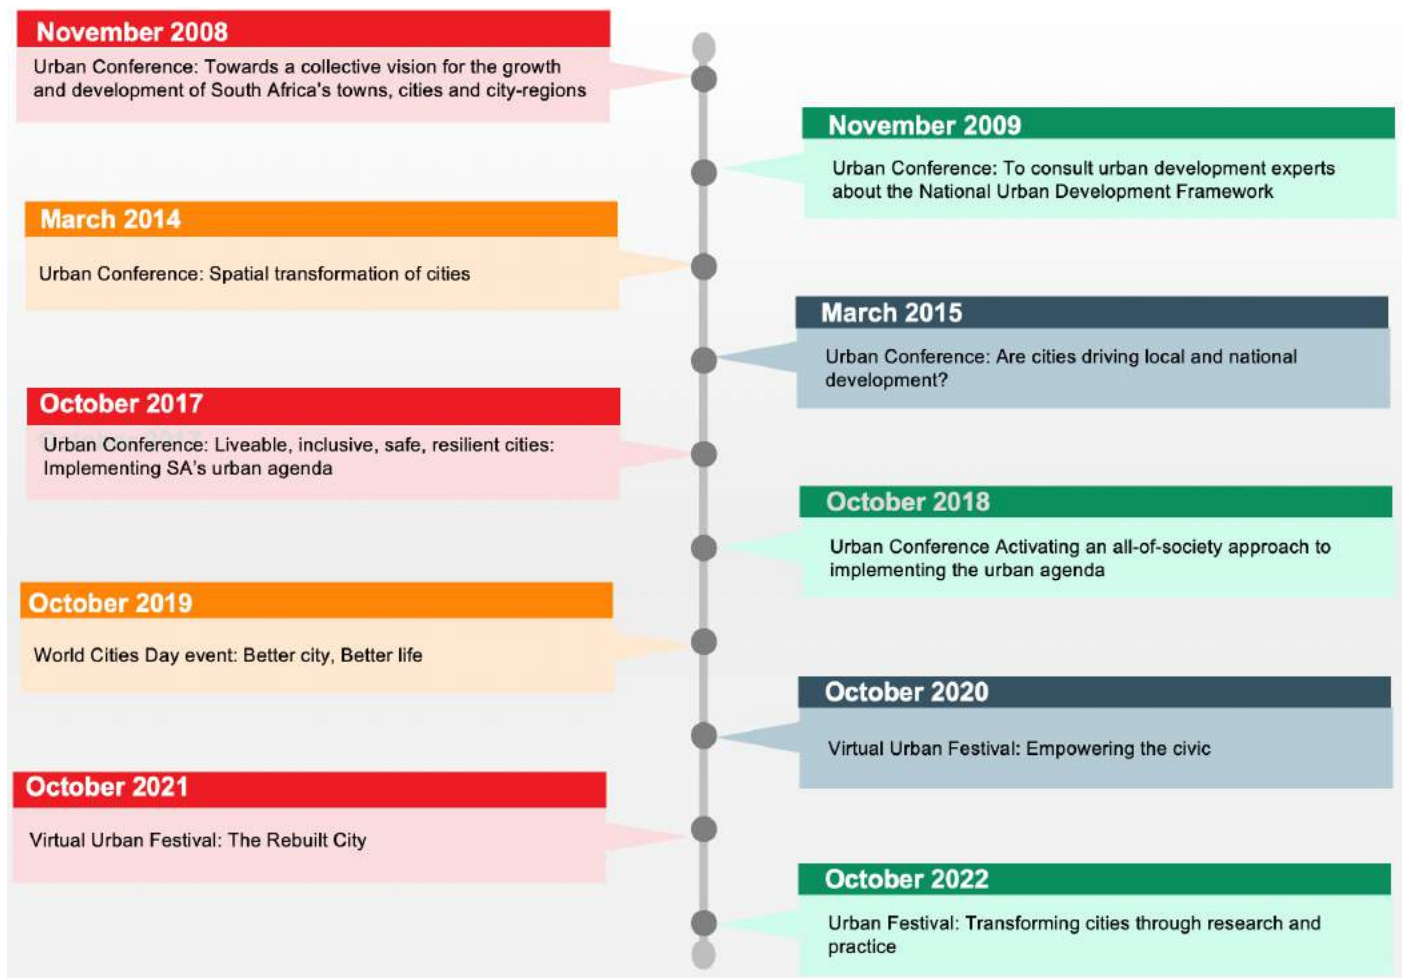 November 2008
Urban Conference: Towards a collective vision for the growth
and development of South Africa's towns, cities and city-regions
November 2009
Urban Conference: To consult urban development experts
about the National Urban Development Framework
March 2014
Urban Conference: Spatial transformation of cities
March 2015
Urban Conference: Are cities driving local and national
development?
October 2017
Urban Conference: Liveable, inclusive, safe, resilient cities:
Implementing SA's urban agenda
October 2018
Urban Conference Activating an all-of-society approach to
implementing the urban agenda
October 2019
World Cities Day event: Better city, Better life
October 2020
Virtual Urban Festival: Empowering the civic
October 2021
Virtual Urban Festival: The Rebuilt City
October 2022
Urban Festival: Transforming cities through research and
practice